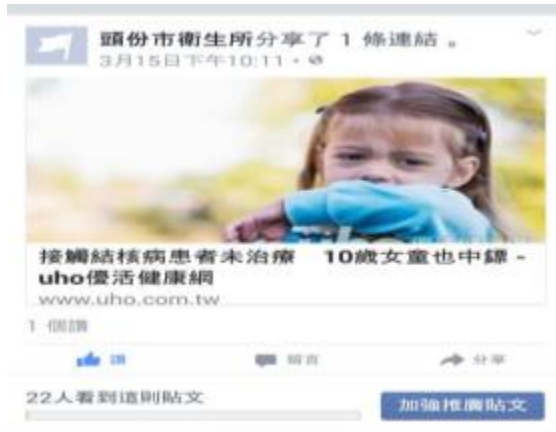 頭份市衛生所分享了 1 條連結。
3月15日下午10:11
uho
接觸結核病患者未治療　10歲女童也中鏢 -
uho優活健康網
www.uho.com.tw
1 個讚
讚 留言 分享
22人看到這則貼文
加強推廣貼文